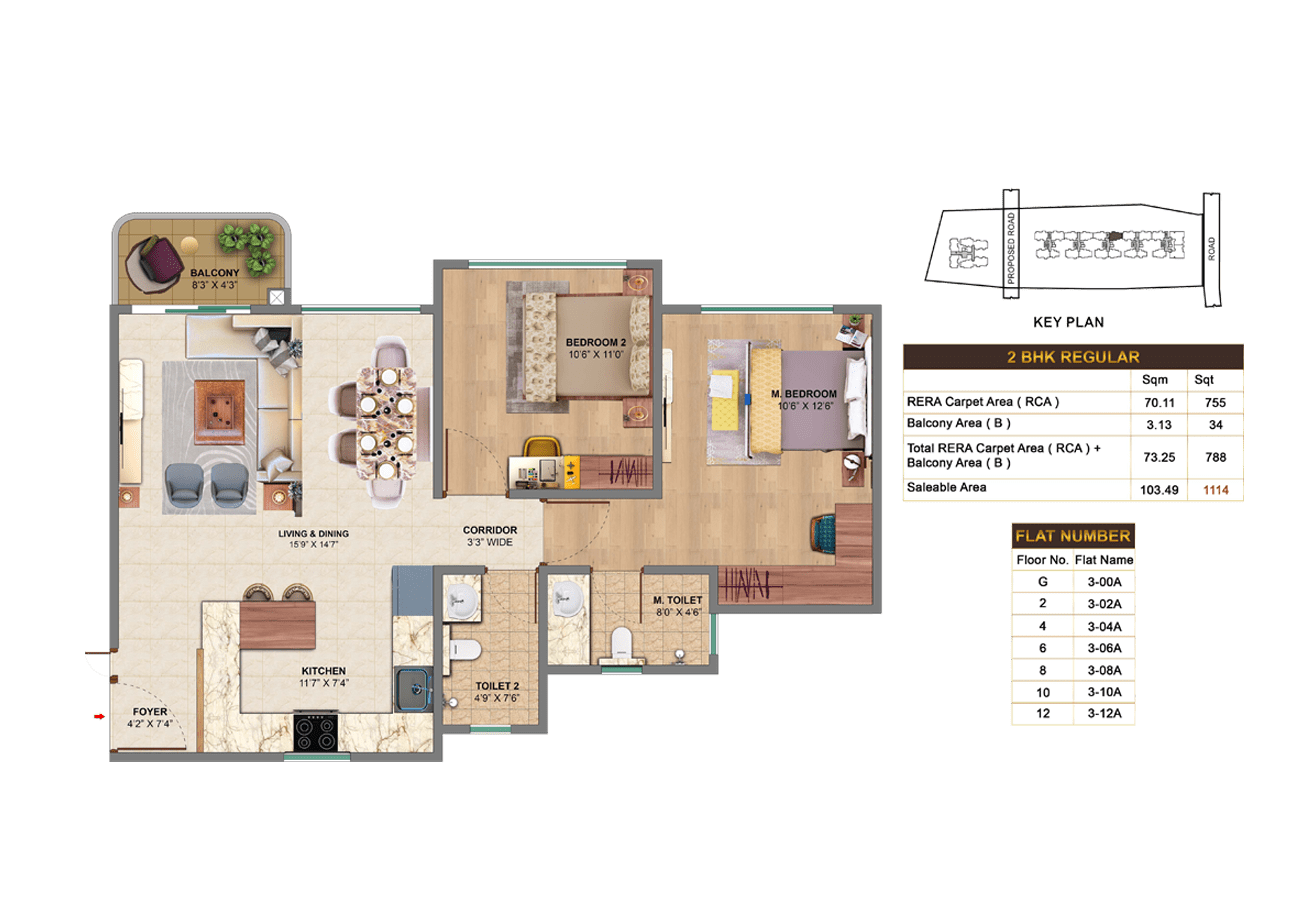 BALCONY
8'3" X 4'3"
BEDROOM 2
10'6" X 11'0"
M. BEDROOM
10'6" X 12'6"
LIVING & DINING
15'9" X 14'7"
CORRIDOR
3'3" WIDE
M. TOILET
8'0" X 4'6"
KITCHEN
11'7" X 7'4"
TOILET 2
4'9" X 7'6"
FOYER
4'2" X 7'4"
PROPOSED ROAD
ROAD
KEY PLAN
2 BHK REGULAR
Sqm Sqt
RERA Carpet Area ( RCA ) 70.11 755
Balcony Area ( B ) 3.13 34
Total RERA Carpet Area ( RCA ) +
Balcony Area ( B ) 73.25 788
Saleable Area 103.49 1114
FLAT NUMBER
Floor No. Flat Name
G 3-00A
2 3-02A
4 3-04A
6 3-06A
8 3-08A
10 3-10A
12 3-12A